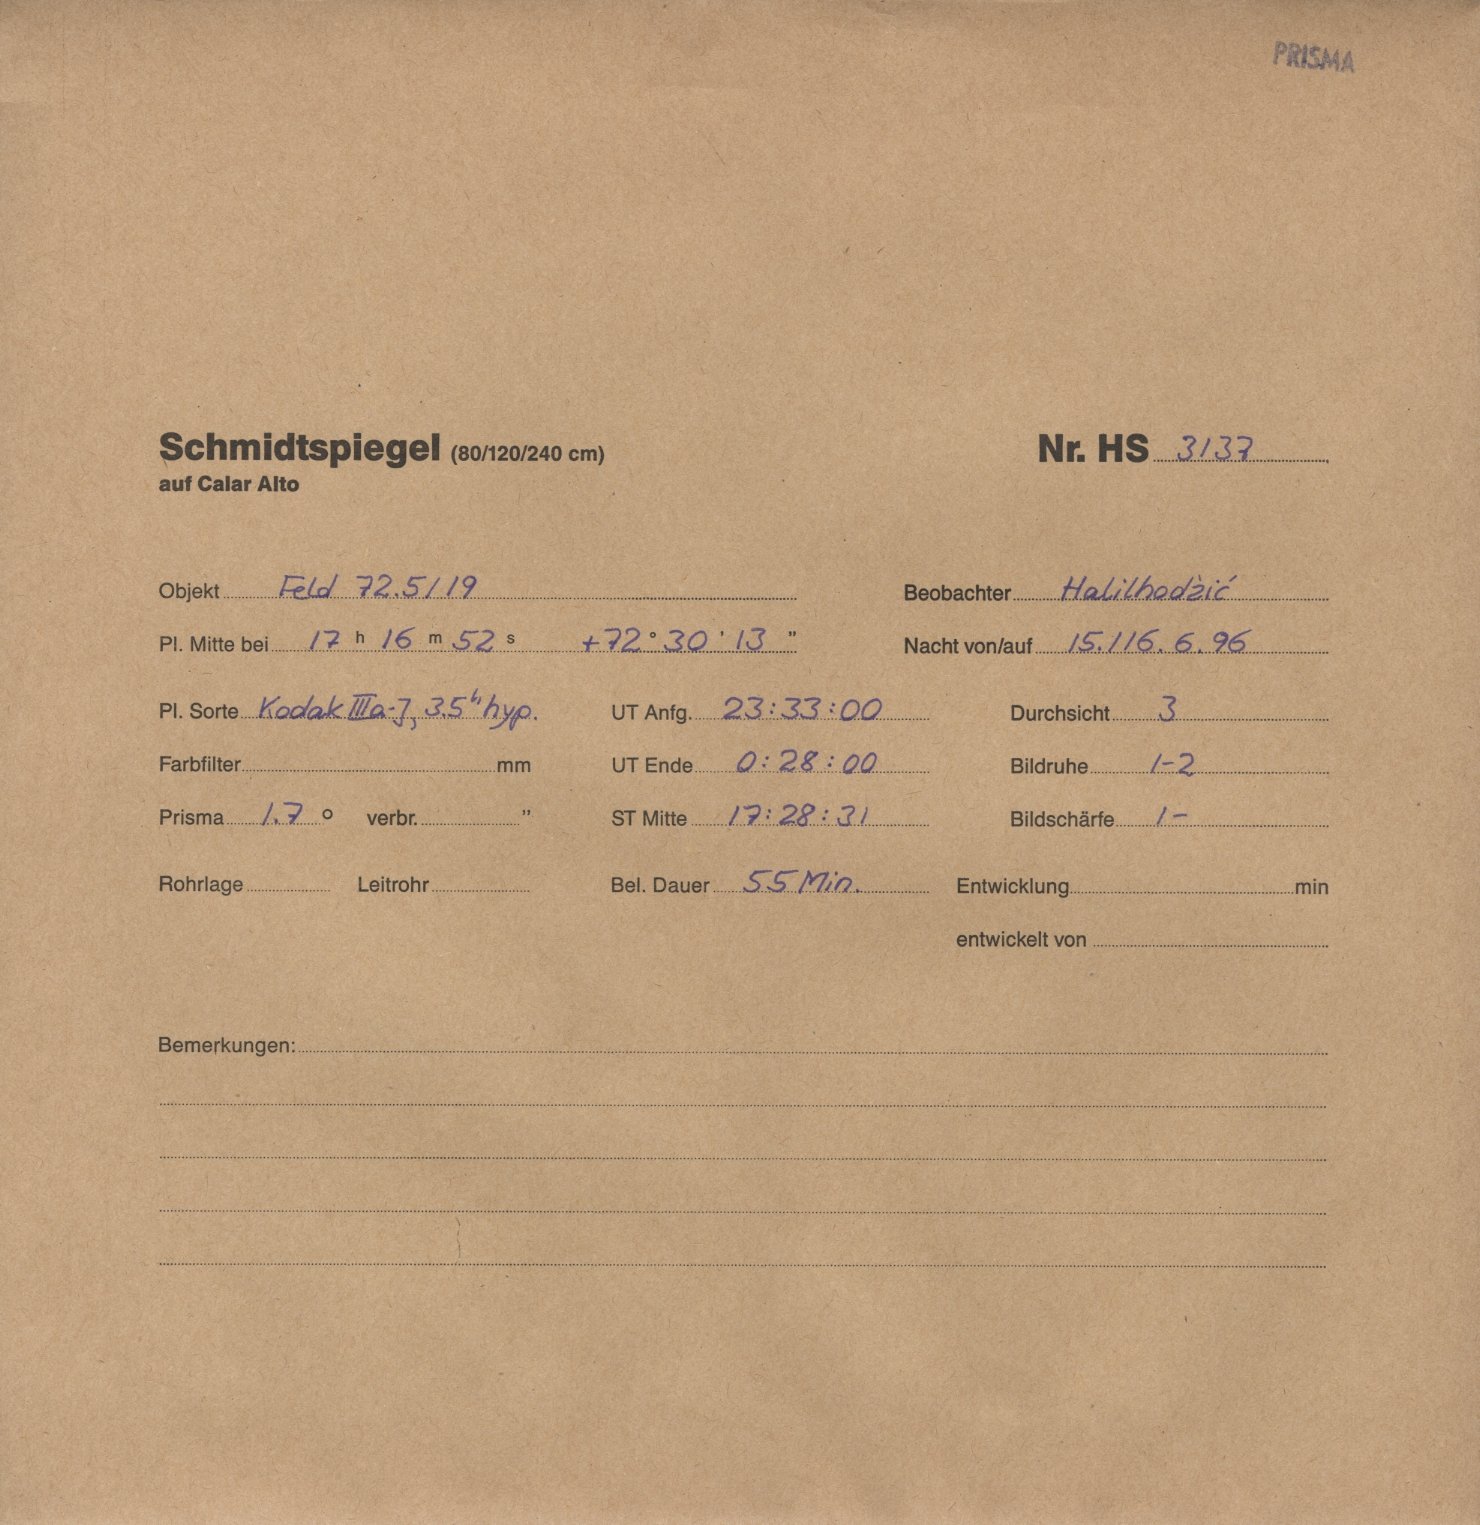 PRISMA
Schmidtspiegel (80/120/240 cm) Nr. HS 3137
auf Calar Alto
Objekt Feld 72.5/19 Beobachter Halilhodžić
Pl. Mitte bei 17 h 16 m 52 s +72° 30' 13" Nacht von/auf 15./16. 6. 96
Pl. Sorte Kodak IIIa-J, 3.5h hyp. UT Anfg. 23:33:00 Durchsicht 3
Farbfilter mm UT Ende 0:28:00 Bildruhe 1-2
Prisma 1.7 ° verbr. " ST Mitte 17:28:31 Bildschärfe 1-
Rohrlage Leitrohr Bel. Dauer 55 Min. Entwicklung min
entwickelt von
Bemerkungen: